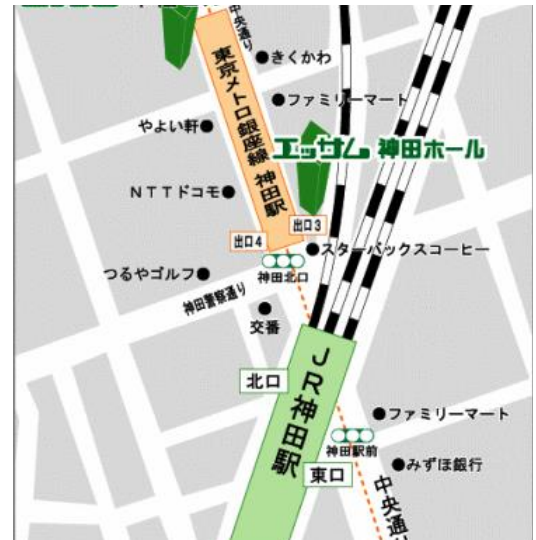 中央通り
●きくかわ
●ファミリーマート
東京メトロ銀座線 神田駅
やよい軒●
エッサム 神田ホール
NTTドコモ●
出口3
出口4
●スターバックスコーヒー
神田北口
つるやゴルフ●
神田警察通り
交番
JR神田駅
北口
●ファミリーマート
神田駅前
●みずほ銀行
東口
中央通り